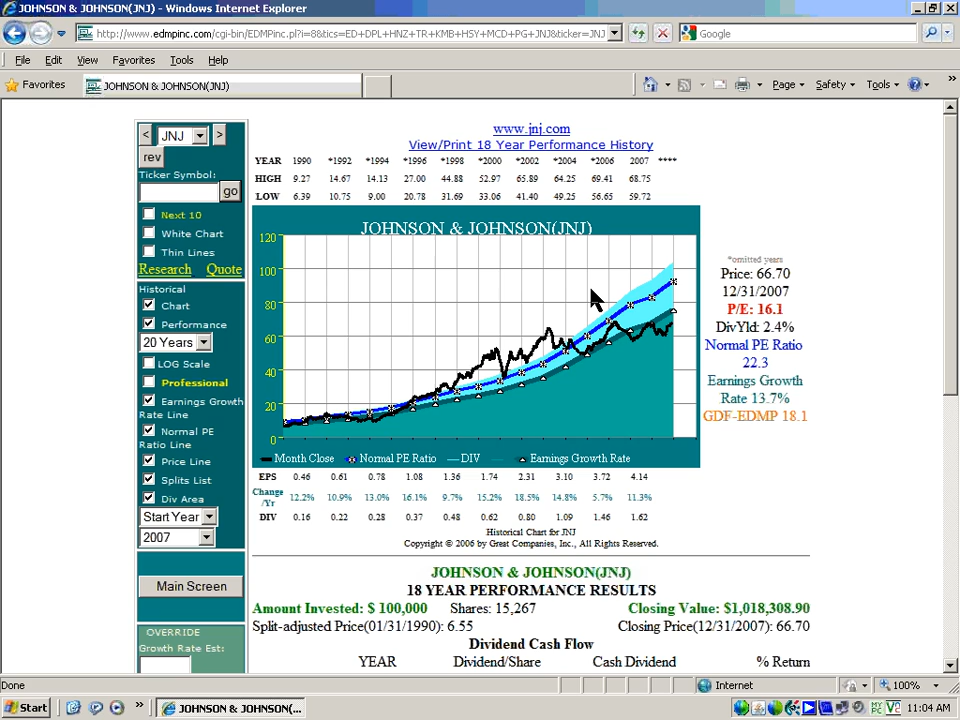 JOHNSON & JOHNSON(JNJ) - Windows Internet Explorer
http://www.edmpinc.com/cgi-bin/EDMPinc.pl?i=8&tics=ED+DPL+HNZ+TR+KMB+HSY+MCD+PG+JNJ&ticker=JNJ
Google
File Edit View Favorites Tools Help
Favorites JOHNSON & JOHNSON(JNJ) Page Safety Tools
< JNJ >
rev
Ticker Symbol:
go
Next 10
White Chart
Thin Lines
Research Quote
Historical
Chart
Performance
20 Years
LOG Scale
Professional
Earnings Growth
Rate Line
Normal PE
Ratio Line
Price Line
Splits List
Div Area
Start Year
2007
Main Screen
OVERRIDE
Growth Rate Est:
www.jnj.com
View/Print 18 Year Performance History
YEAR 1990 *1992 *1994 *1996 *1998 *2000 *2002 *2004 *2006 2007 ****
HIGH 9.27 14.67 14.13 27.00 44.88 52.97 65.89 64.25 69.41 68.75
LOW 6.39 10.75 9.00 20.78 31.69 33.06 41.40 49.25 56.65 59.72
JOHNSON & JOHNSON(JNJ)
120
100
80
60
40
20
0
Month Close Normal PE Ratio DIV Earnings Growth Rate
EPS 0.46 0.61 0.78 1.08 1.36 1.74 2.31 3.10 3.72 4.14
Change
/Yr 12.2% 10.9% 13.0% 16.1% 9.7% 15.2% 18.5% 14.8% 5.7% 11.3%
DIV 0.16 0.22 0.28 0.37 0.48 0.62 0.80 1.09 1.46 1.62
Historical Chart for JNJ
Copyright © 2006 by Great Companies, Inc., All Rights Reserved.
*omitted years
Price: 66.70
12/31/2007
P/E: 16.1
DivYld: 2.4%
Normal PE Ratio
22.3
Earnings Growth
Rate 13.7%
GDF-EDMP 18.1
JOHNSON & JOHNSON(JNJ)
18 YEAR PERFORMANCE RESULTS
Amount Invested: $ 100,000 Shares: 15,267 Closing Value: $1,018,308.90
Split-adjusted Price(01/31/1990): 6.55 Closing Price(12/31/2007): 66.70
Dividend Cash Flow
YEAR Dividend/Share Cash Dividend % Return
Done Internet 100%
Start JOHNSON & JOHNSON(... 11:04 AM